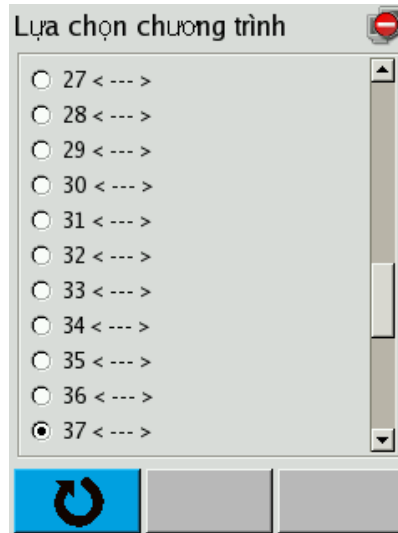 Lựa chọn chương trình
27 < --- >
28 < --- >
29 < --- >
30 < --- >
31 < --- >
32 < --- >
33 < --- >
34 < --- >
35 < --- >
36 < --- >
37 < --- >